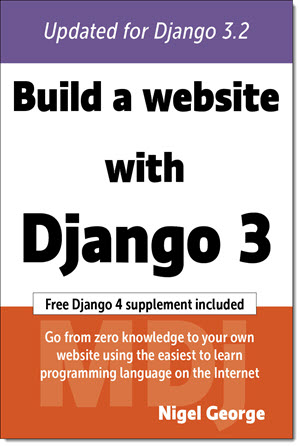 Updated for Django 3.2
Build a website
with
Django 3
Free Django 4 supplement included
MDJ
Go from zero knowledge to your own
website using the easiest to learn
programming language on the Internet
Nigel George